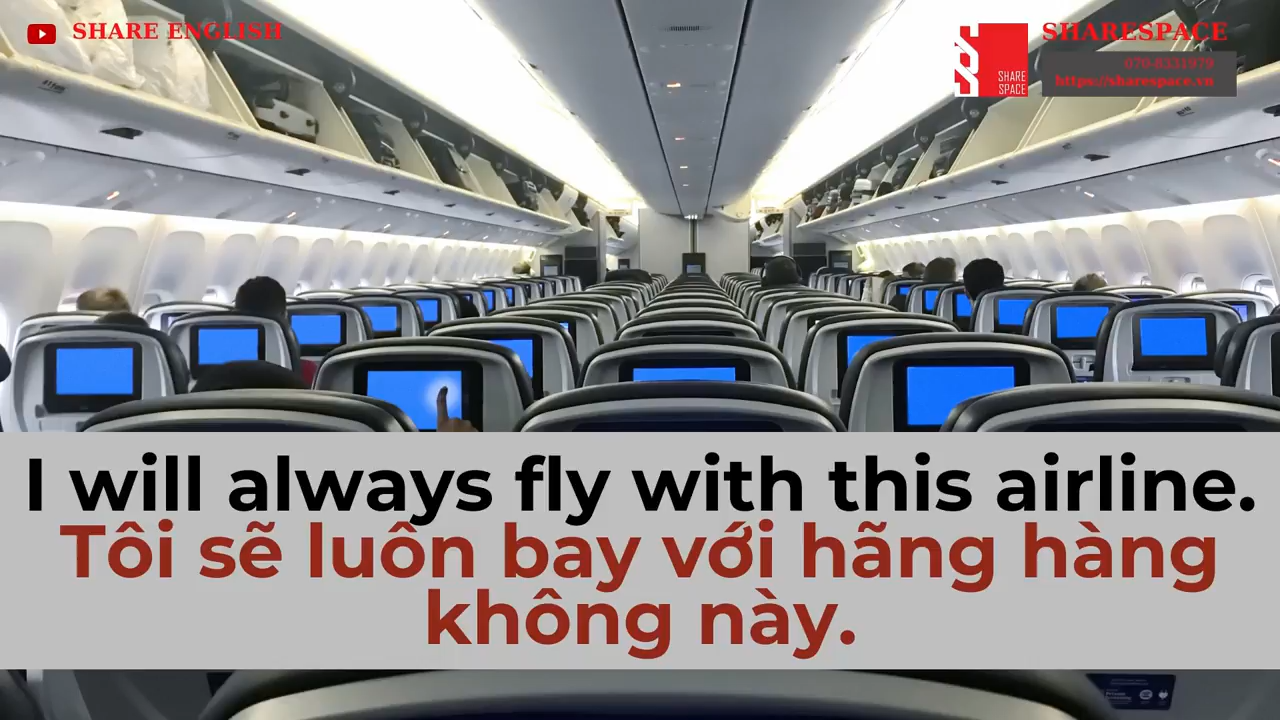 SHARE ENGLISH
SHARESPACE
070-8331979
https://sharespace.vn
SHARE
SPACE
I will always fly with this airline.
Tôi sẽ luôn bay với hãng hàng
không này.